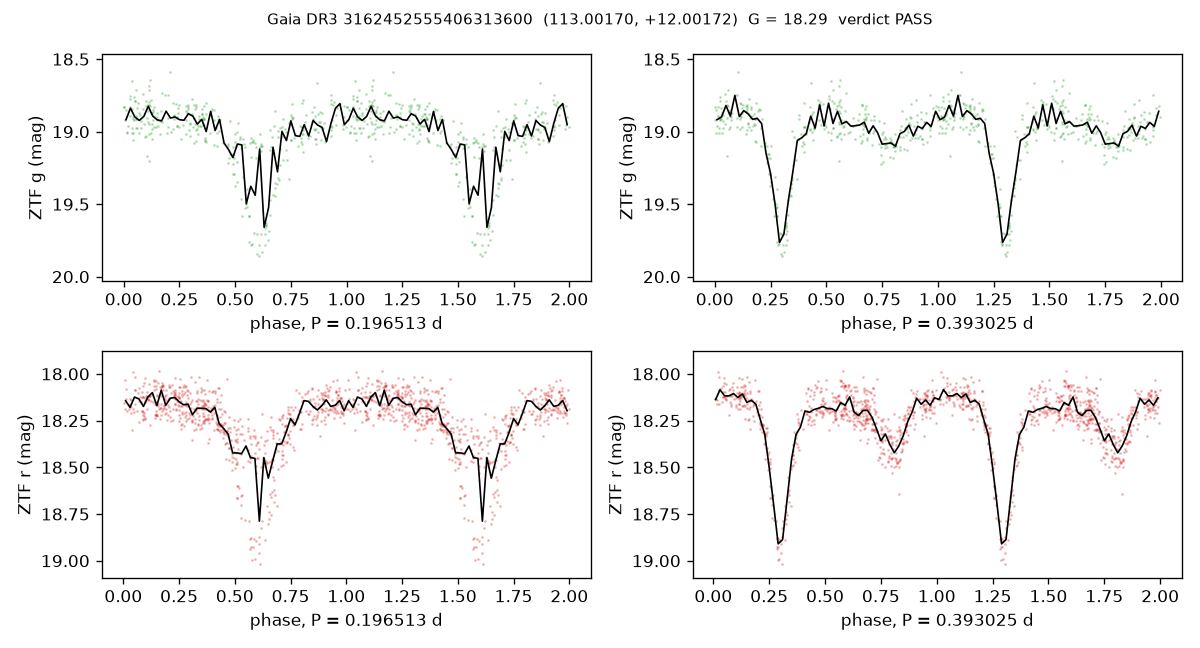 Gaia DR3 3162452555406313600 (113.00170, +12.00172) G = 18.29 verdict PASS
18.5
19.0
19.5
20.0
ZTF g (mag)
0.00 0.25 0.50 0.75 1.00 1.25 1.50 1.75 2.00
phase, P = 0.196513 d
18.5
19.0
19.5
20.0
ZTF g (mag)
0.00 0.25 0.50 0.75 1.00 1.25 1.50 1.75 2.00
phase, P = 0.393025 d
18.00
18.25
18.50
18.75
19.00
ZTF r (mag)
0.00 0.25 0.50 0.75 1.00 1.25 1.50 1.75 2.00
phase, P = 0.196513 d
18.00
18.25
18.50
18.75
19.00
ZTF r (mag)
0.00 0.25 0.50 0.75 1.00 1.25 1.50 1.75 2.00
phase, P = 0.393025 d